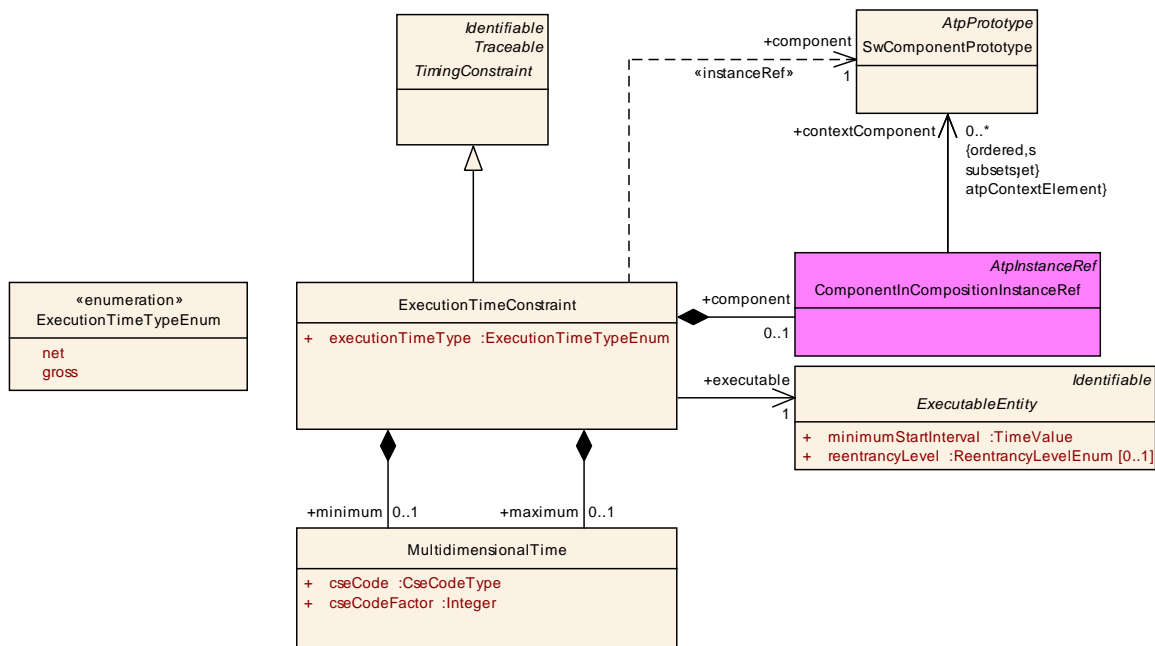 Identifiable
Traceable
TimingConstraint
AtpPrototype
SwComponentPrototype
+component
«instanceRef»
1
+contextComponent
0..*
{ordered,s
subsets;et}
atpContextElement}
«enumeration»
ExecutionTimeTypeEnum
net
gross
ExecutionTimeConstraint
+ executionTimeType :ExecutionTimeTypeEnum
+component
0..1
AtpInstanceRef
ComponentInCompositionInstanceRef
+executable
1
Identifiable
ExecutableEntity
+ minimumStartInterval :TimeValue
+ reentrancyLevel :ReentrancyLevelEnum [0..1]
+minimum 0..1
+maximum 0..1
MultidimensionalTime
+ cseCode :CseCodeType
+ cseCodeFactor :Integer